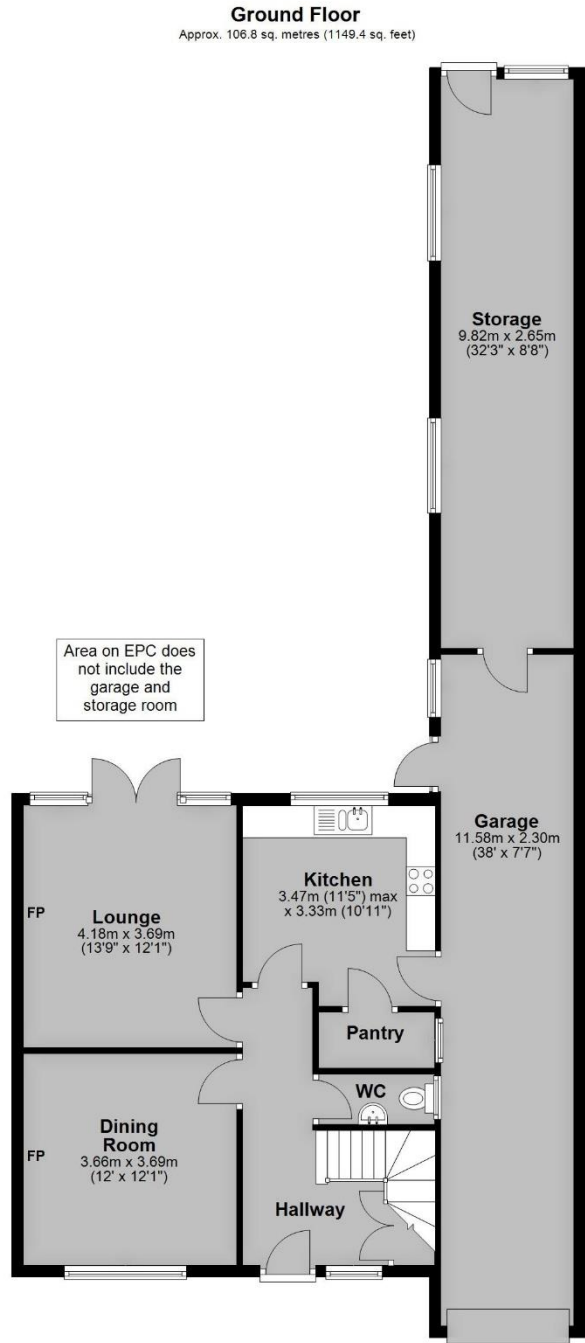 Ground Floor
Approx. 106.8 sq. metres (1149.4 sq. feet)
Storage
9.82m x 2.65m
(32'3" x 8'8")
Area on EPC does
not include the
garage and
storage room
Garage
11.58m x 2.30m
(38' x 7'7")
Kitchen
3.47m (11'5") max
x 3.33m (10'11")
FP
Lounge
4.18m x 3.69m
(13'9" x 12'1")
Pantry
WC
Dining
Room
3.66m x 3.69m
(12' x 12'1")
FP
Hallway